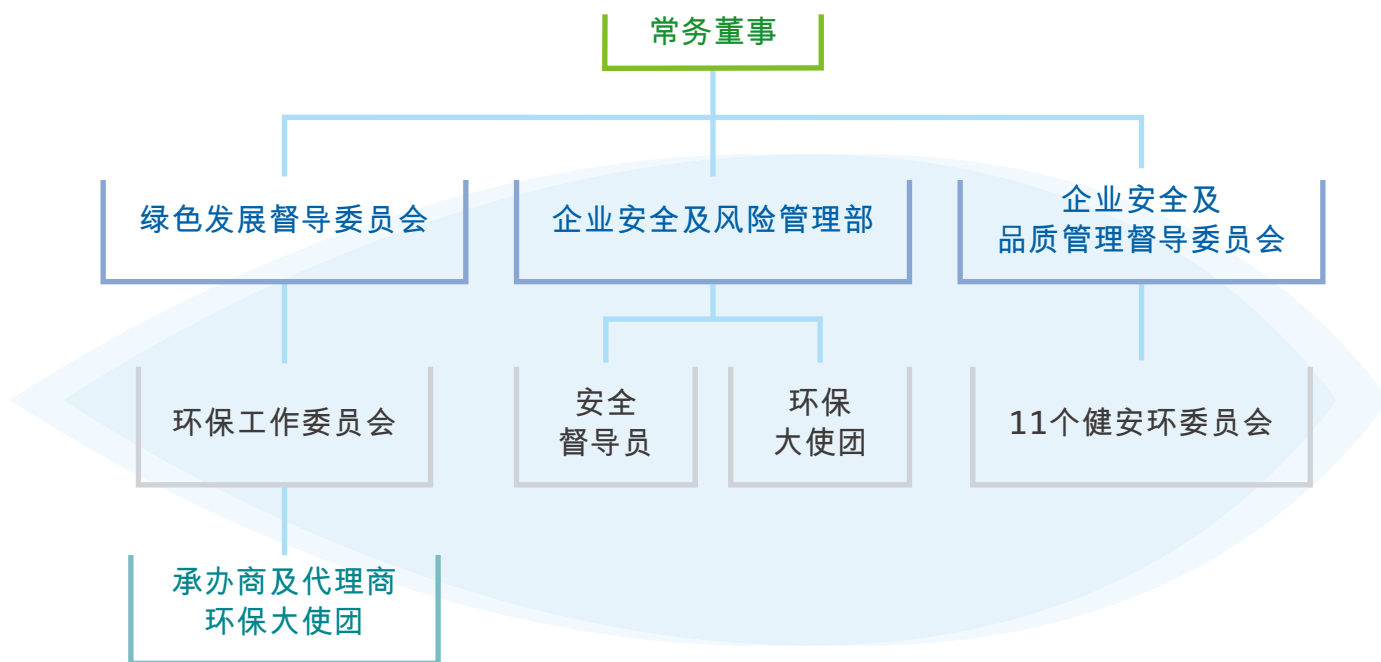 常务董事
绿色发展督导委员会
企业安全及风险管理部
企业安全及
品质管理督导委员会
环保工作委员会
安全
督导员
环保
大使团
11个健安环委员会
承办商及代理商
环保大使团